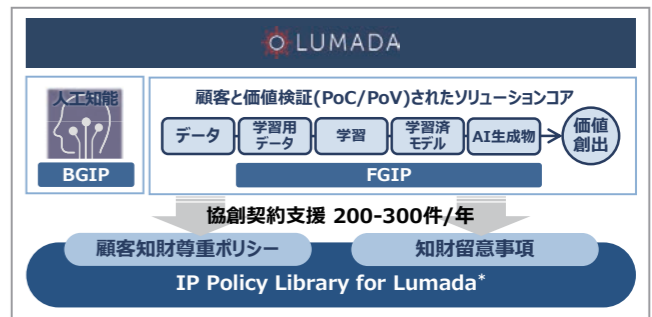 LUMADA
人工知能
BGIP
顧客と価値検証(PoC/PoV)されたソリューションコア
データ
学習用
データ
学習
学習済
モデル
AI生成物
価値
創出
FGIP
協創契約支援 200-300件/年
顧客知財尊重ポリシー
知財留意事項
IP Policy Library for Lumada*